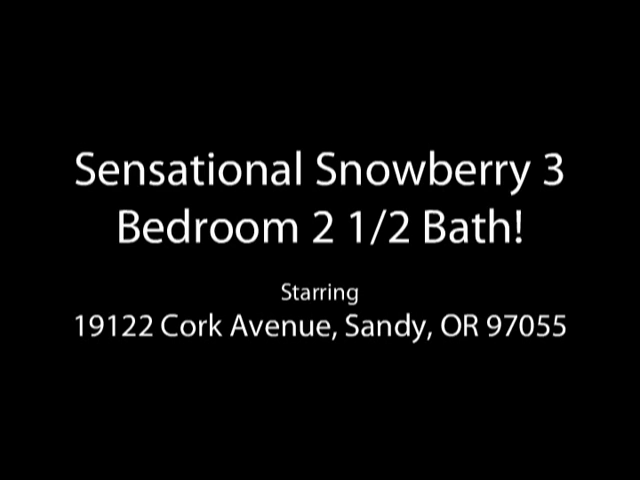 Sensational Snowberry 3
Bedroom 2 1/2 Bath!
Starring
19122 Cork Avenue, Sandy, OR 97055